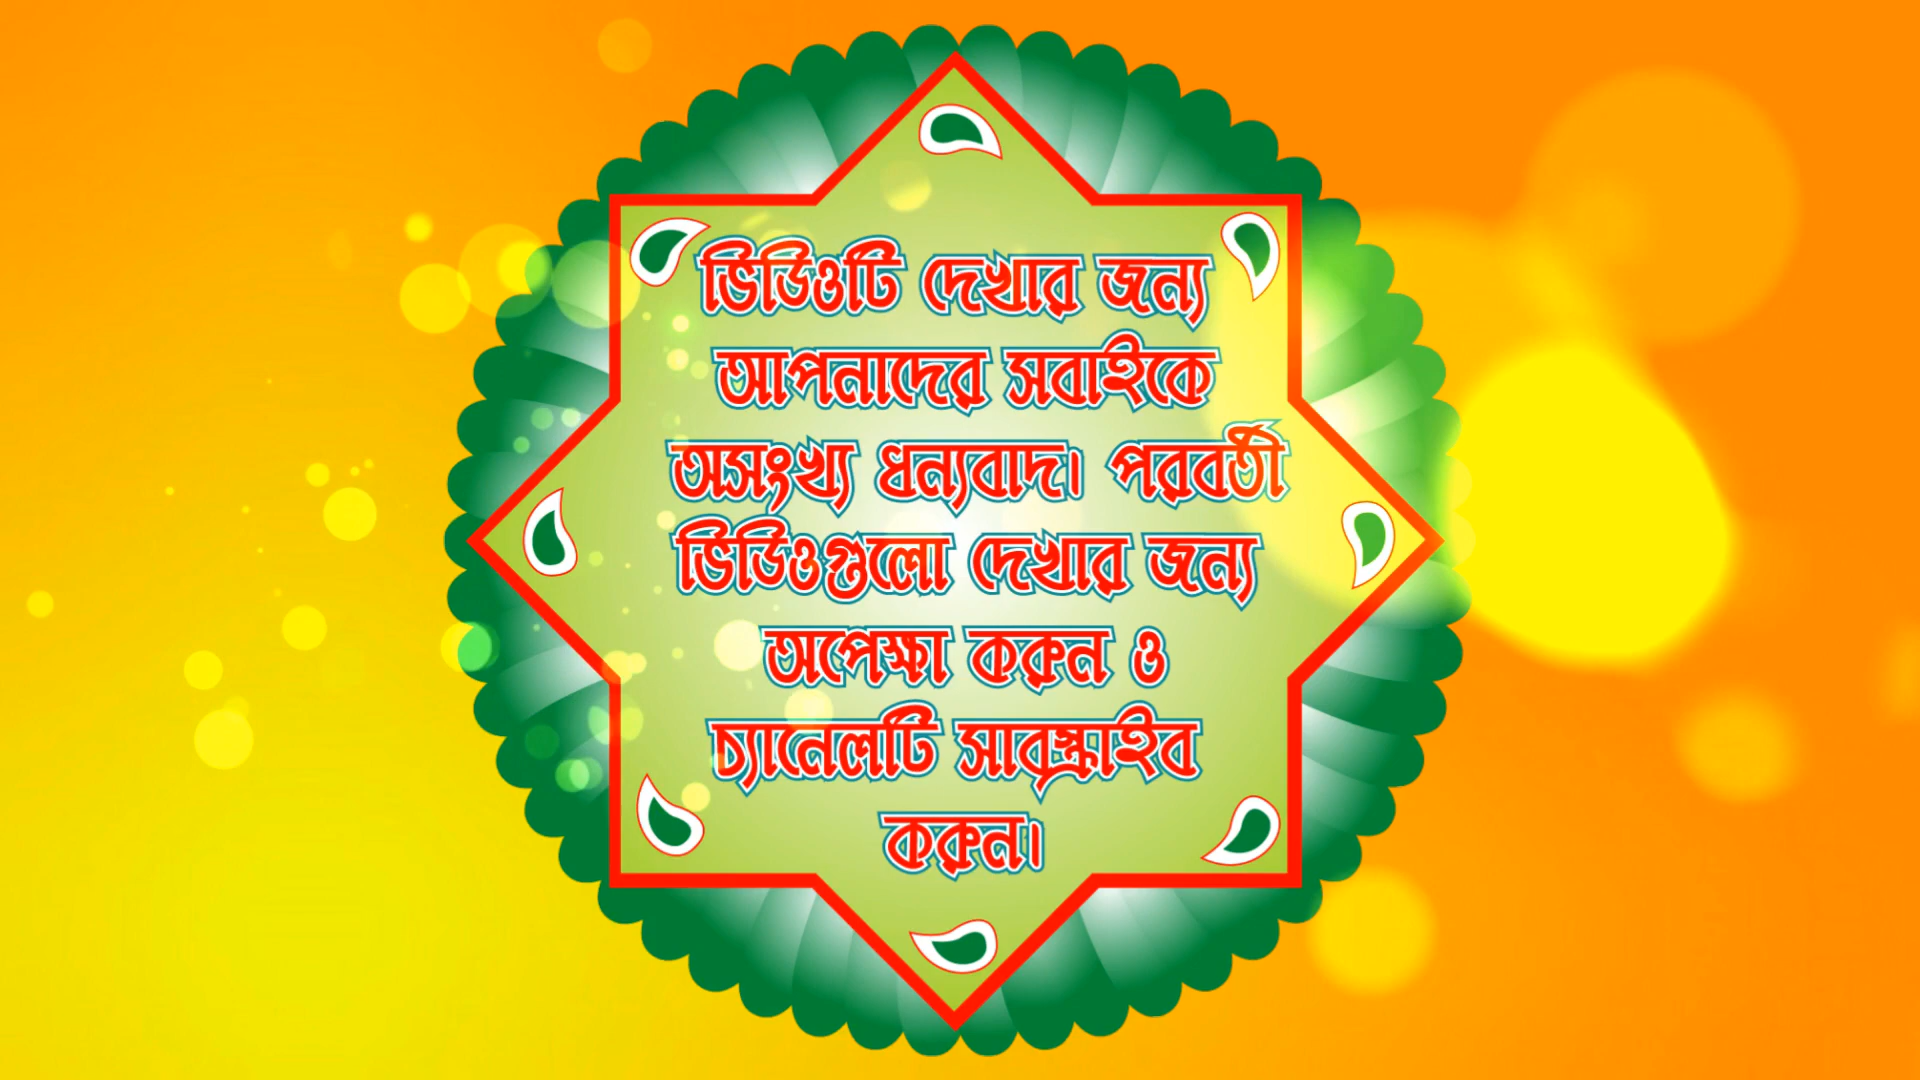 ভিডিওটি দেখার জন্য
আপনাদের সবাইকে
অসংখ্য ধন্যবাদ। পরবর্তী
ভিডিওগুলো দেখার জন্য
অপেক্ষা করুন ও
চ্যানেলটি সাবস্ক্রাইব
করুন।